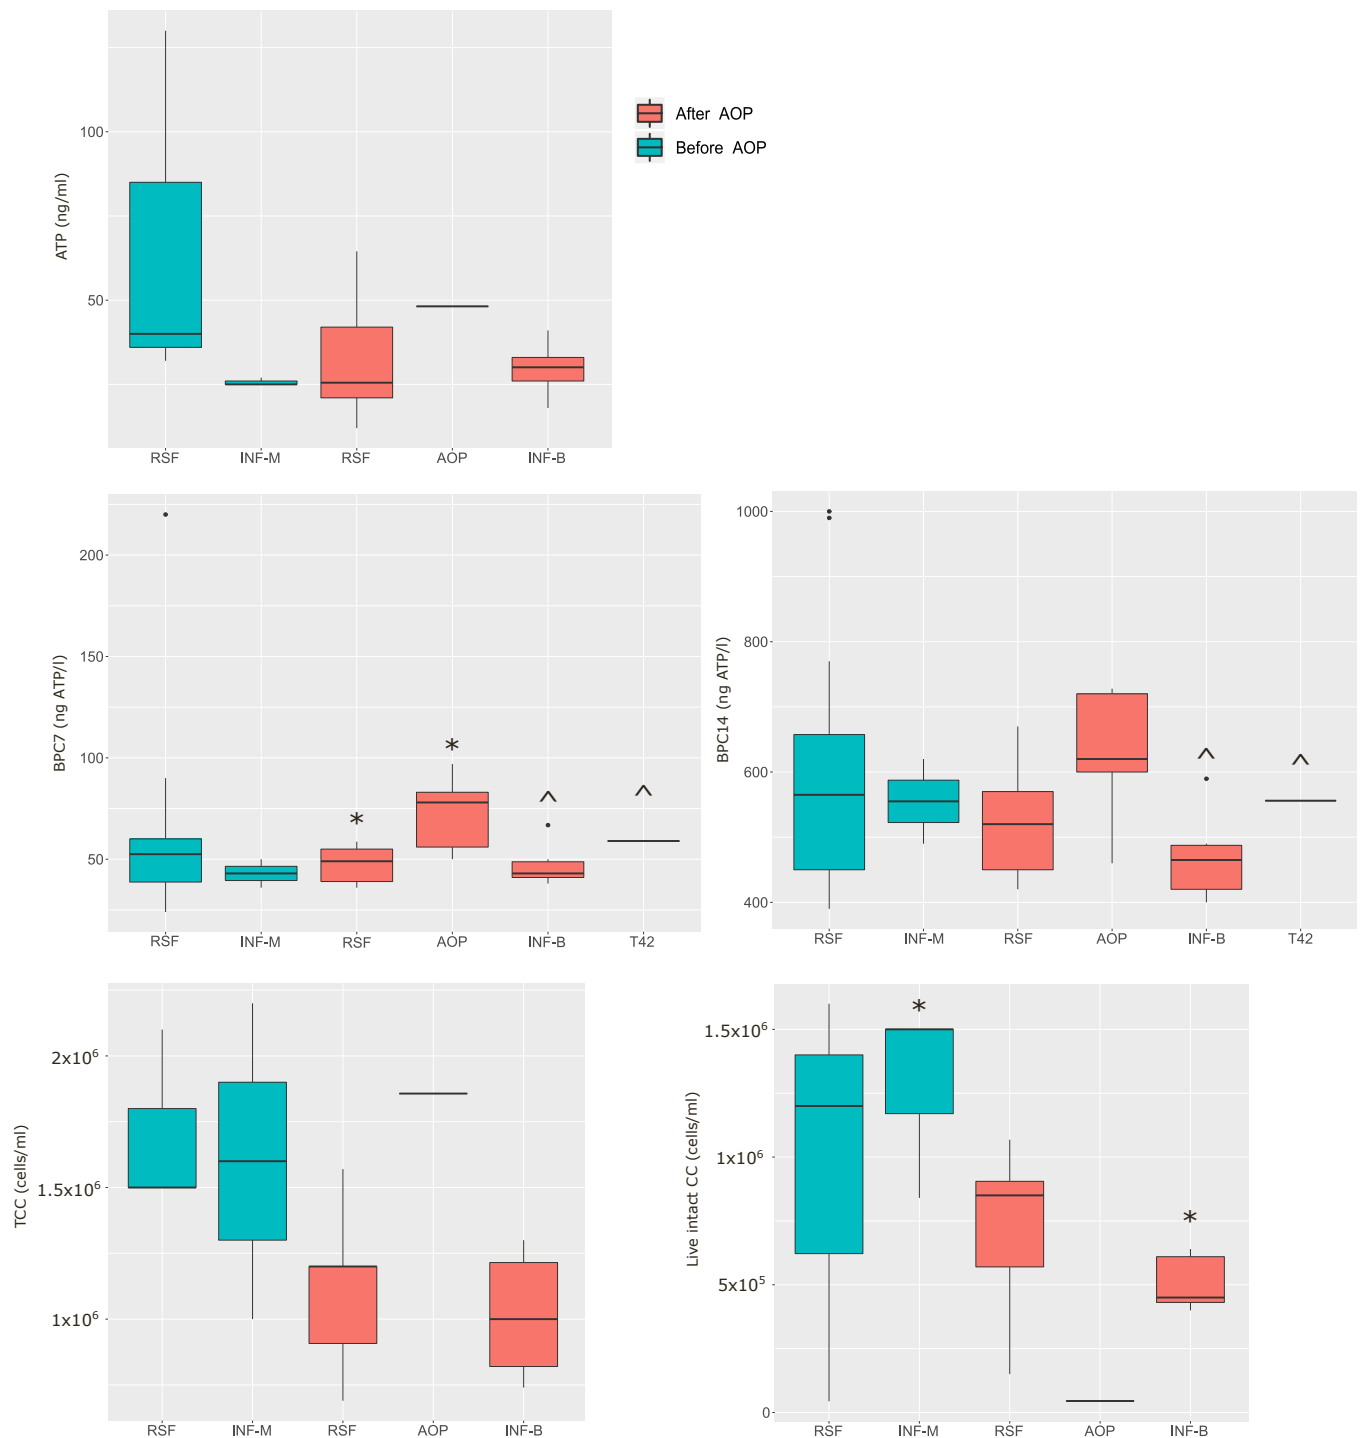 ATP (ng/ml)
100
50
RSF INF-M RSF AOP INF-B
After AOP
Before AOP
BPC7 (ng ATP/l)
200
150
100
50
* * ^ ^
RSF INF-M RSF AOP INF-B T42
BPC14 (ng ATP/l)
1000
800
600
400
^ ^
RSF INF-M RSF AOP INF-B T42
TCC (cells/ml)
2x10⁶
1.5x10⁶
1x10⁶
RSF INF-M RSF AOP INF-B
Live intact CC (cells/ml)
1.5x10⁶
1x10⁶
5x10⁵
0
* *
RSF INF-M RSF AOP INF-B